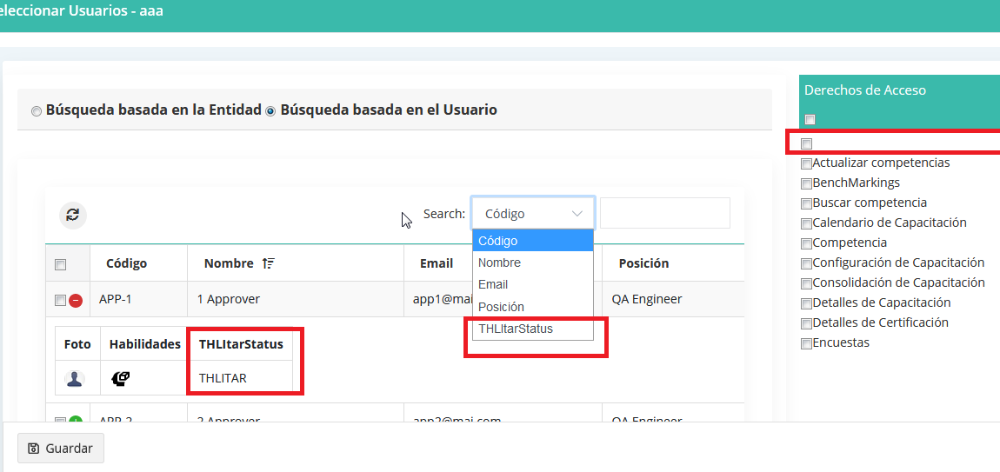 eleccionar Usuarios - aaa
Derechos de Acceso
Búsqueda basada en la Entidad Búsqueda basada en el Usuario
Actualizar competencias
BenchMarkings
Buscar competencia
Calendario de Capacitación
Competencia
Configuración de Capacitación
Consolidación de Capacitación
Detalles de Capacitación
Detalles de Certificación
Encuestas
Search: Código
Código
Nombre
Email
Posición
THLItarStatus
Código Nombre Email Posición
APP-1 1 Approver app1@mai QA Engineer
Foto Habilidades THLItarStatus
THLITAR
APP-2 2 Approver app2@mai.com QA Engineer
Guardar